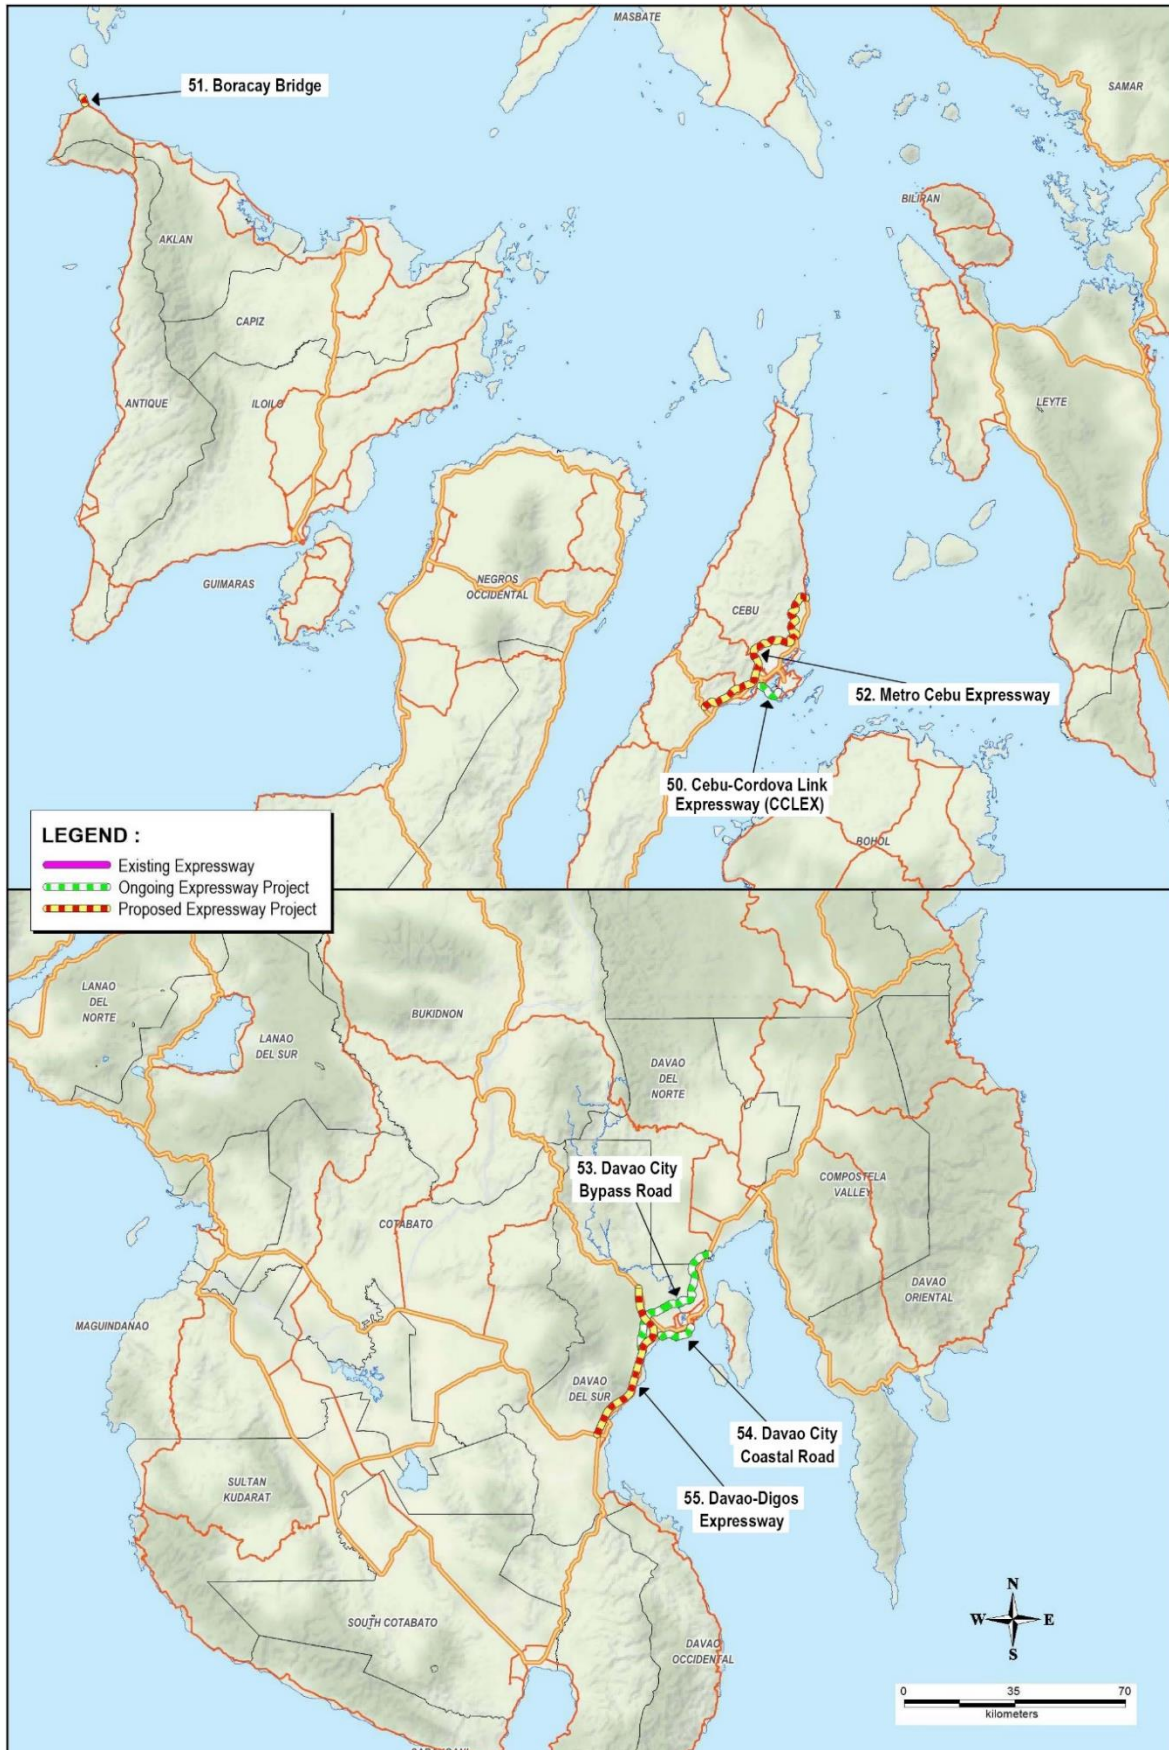 MASBATE
SAMAR
51. Boracay Bridge
BILIRAN
AKLAN
CAPIZ
ANTIQUE
ILOILO
LEYTE
GUIMARAS
NEGROS
OCCIDENTAL
CEBU
52. Metro Cebu Expressway
50. Cebu-Cordova Link
Expressway (CCLEX)
BOHOL
LEGEND :
Existing Expressway
Ongoing Expressway Project
Proposed Expressway Project
LANAO
DEL
NORTE
BUKIDNON
LANAO
DEL SUR
DAVAO
DEL
NORTE
53. Davao City
Bypass Road
COMPOSTELA
VALLEY
COTABATO
DAVAO
ORIENTAL
MAGUINDANAO
DAVAO
DEL SUR
54. Davao City
Coastal Road
SULTAN
KUDARAT
55. Davao-Digos
Expressway
SOUTH COTABATO
DAVAO
OCCIDENTAL
N
W
E
S
0 35 70
kilometers